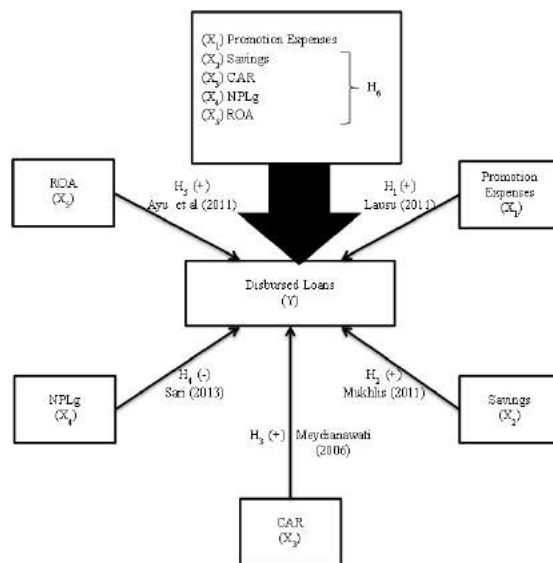 (X₁) Promotion Expenses
(X₂) Savings
(X₃) CAR
(X₄) NPLg
(X₅) ROA
H₆
ROA
(X₅)
H₅ (+)
Ayu et al (2011)
H₁ (+)
Lausu (2011)
Promotion
Expenses
(X₁)
Disbursed Loans
(Y)
NPLg
(X₄)
H₄ (-)
Sari (2013)
H₂ (+)
Mukhlis (2011)
Savings
(X₂)
H₃ (+) Meydianawati
(2006)
CAR
(X₃)